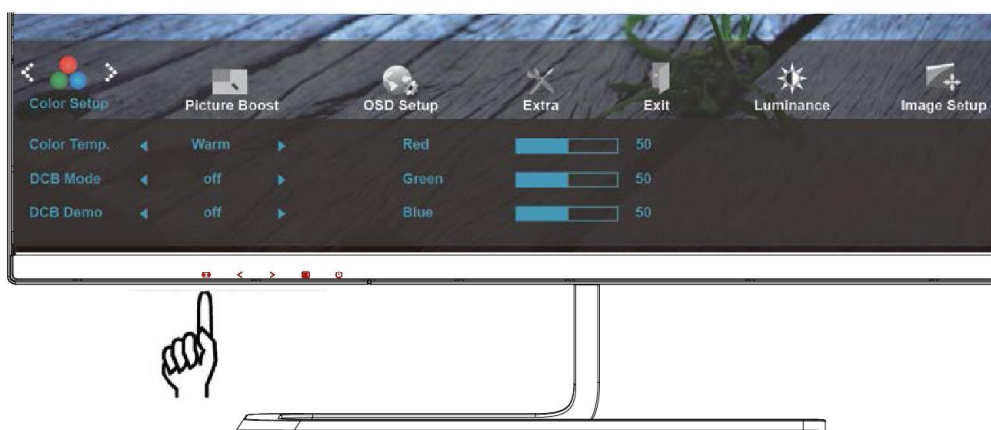 Color Setup Picture Boost OSD Setup Extra Exit Luminance Image Setup
Color Temp. Warm Red 50
DCB Mode off Green 50
DCB Demo off Blue 50